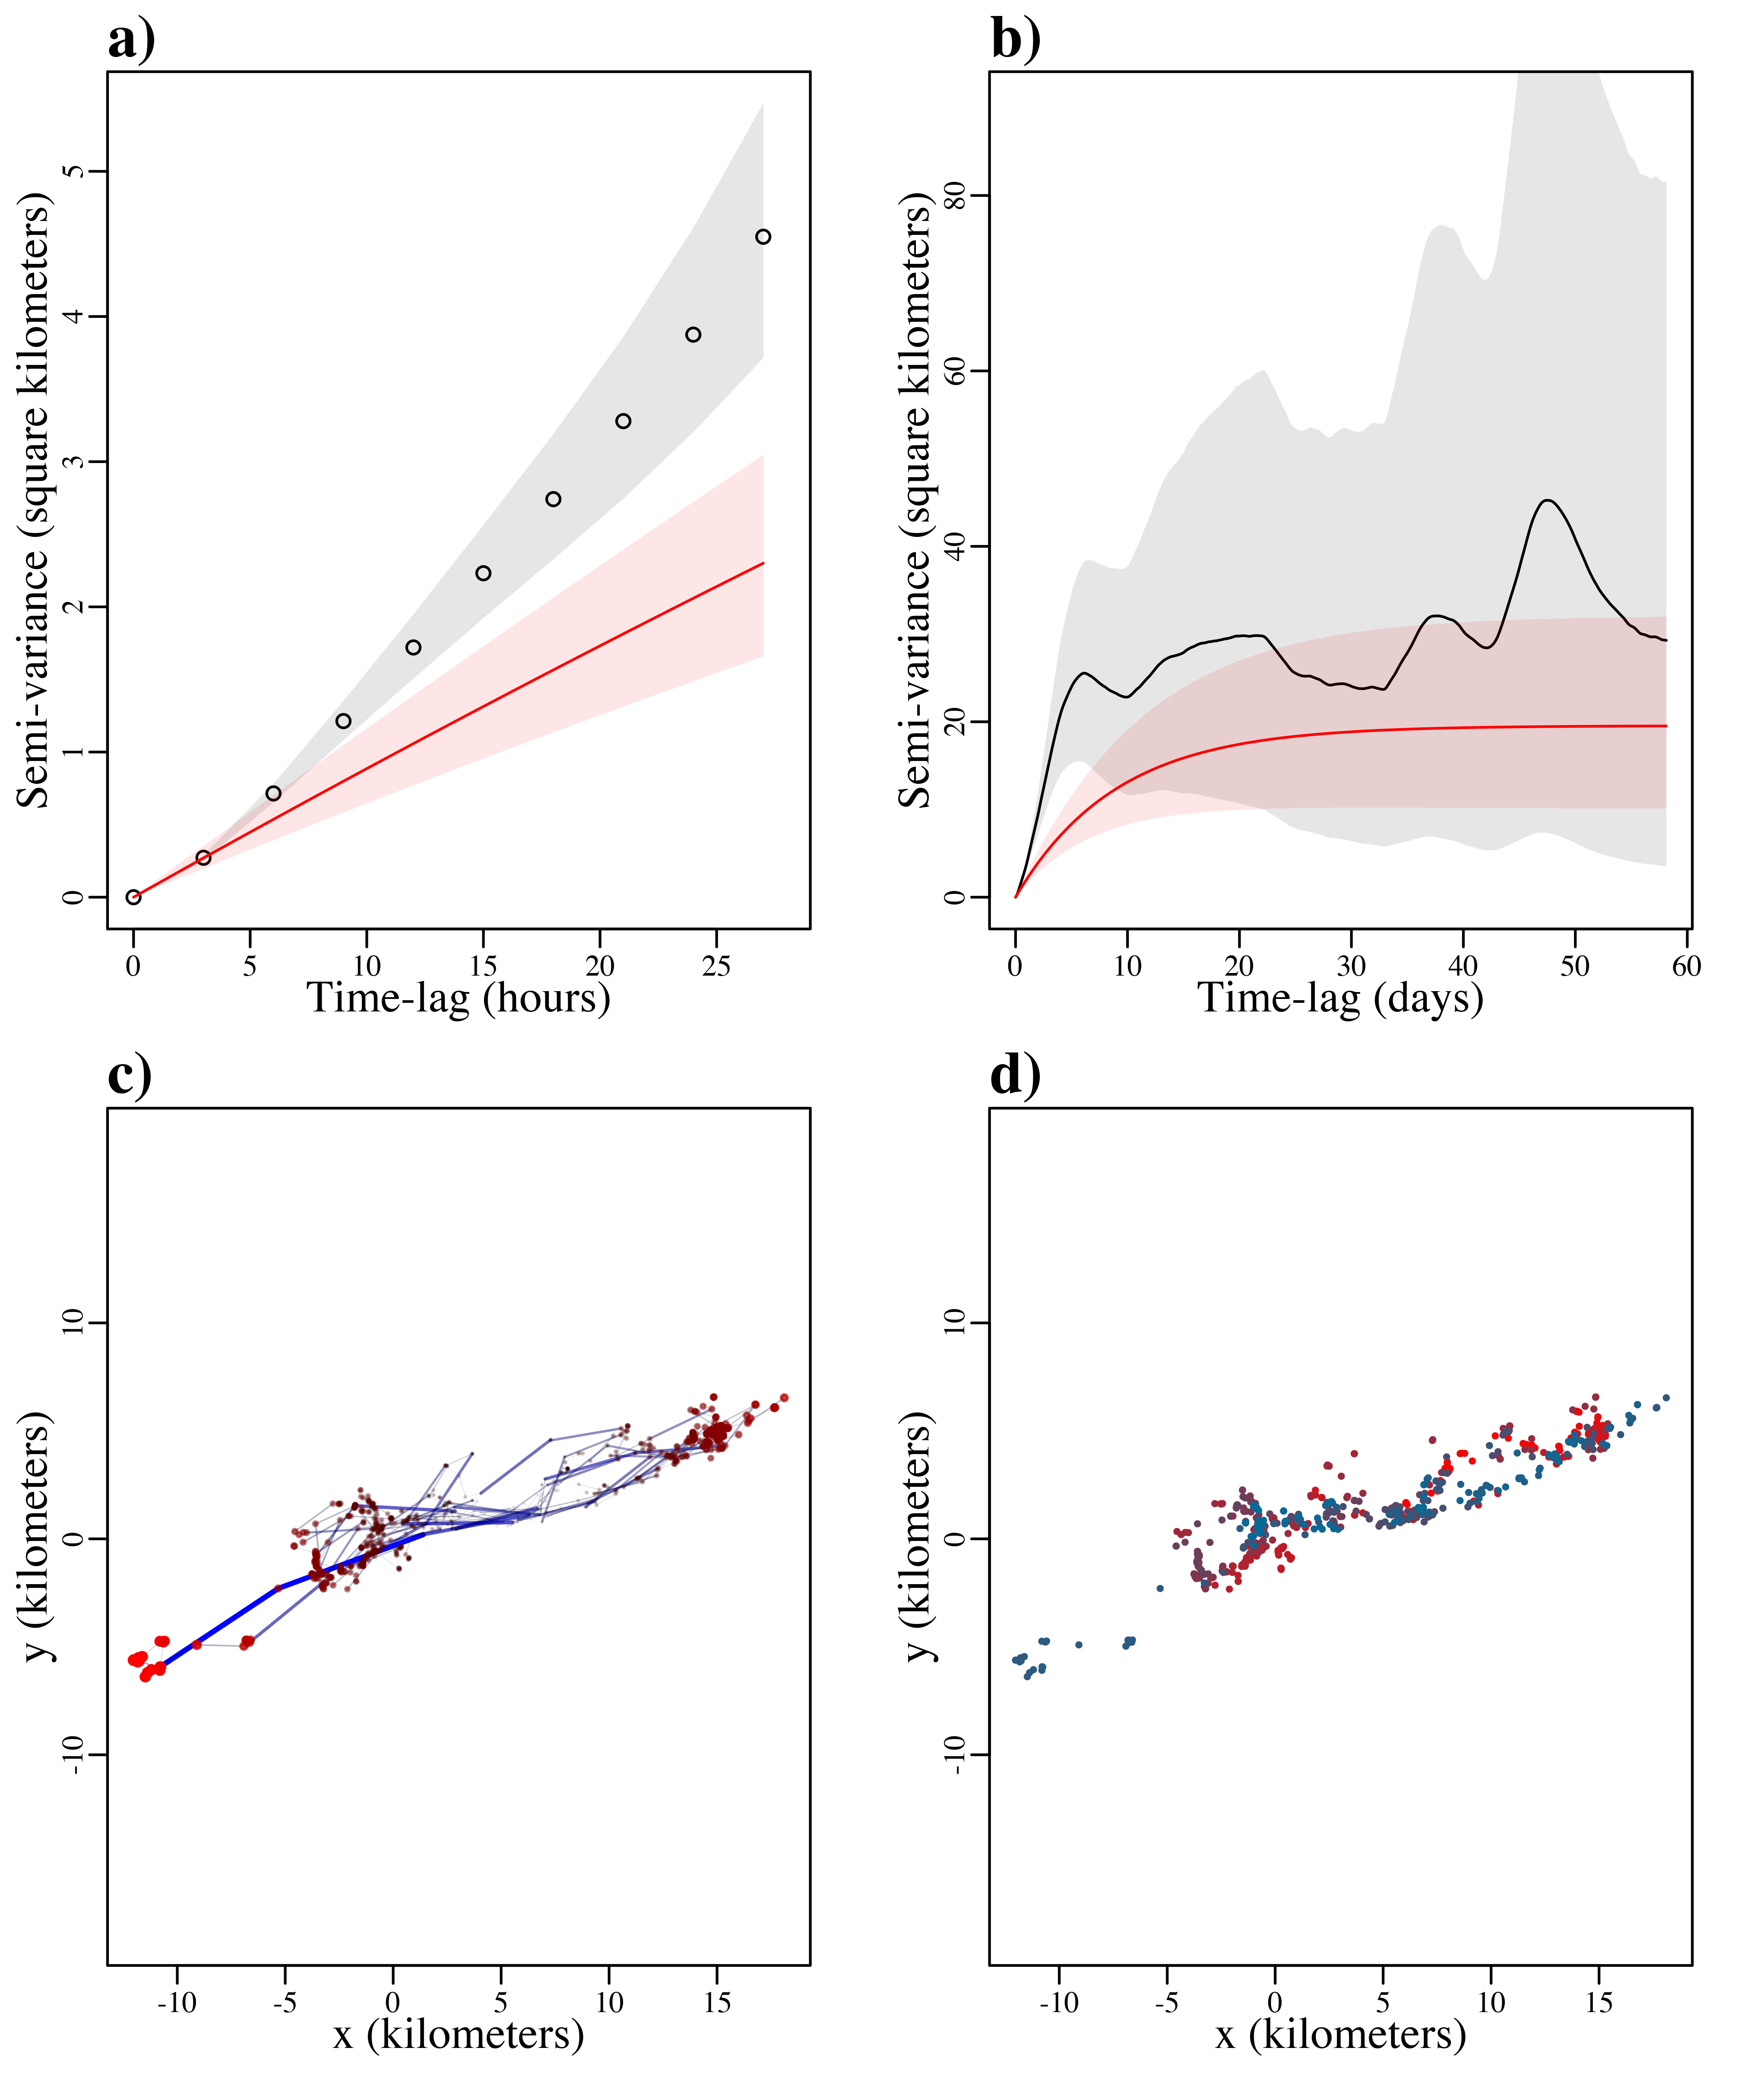 a)
Semi-variance (square kilometers)
5
4
3
2
1
0
0 5 10 15 20 25
Time-lag (hours)
b)
Semi-variance (square kilometers)
80
60
40
20
0
0 10 20 30 40 50 60
Time-lag (days)
c)
y (kilometers)
10
0
-10
-10 -5 0 5 10 15
x (kilometers)
d)
y (kilometers)
10
0
-10
-10 -5 0 5 10 15
x (kilometers)